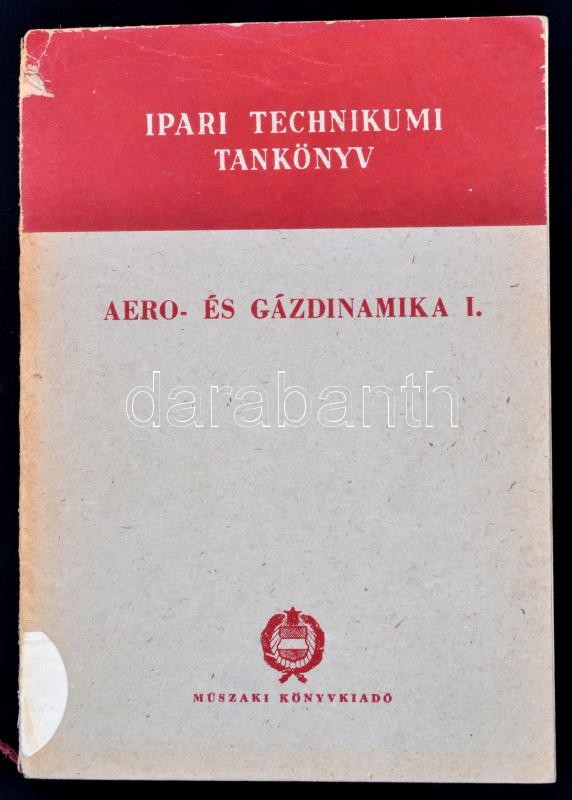 IPARI TECHNIKUMI
TANKÖNYV
AERO- ÉS GÁZDINAMIKA I.
darabanth
MŰSZAKI KÖNYVKIADÓ